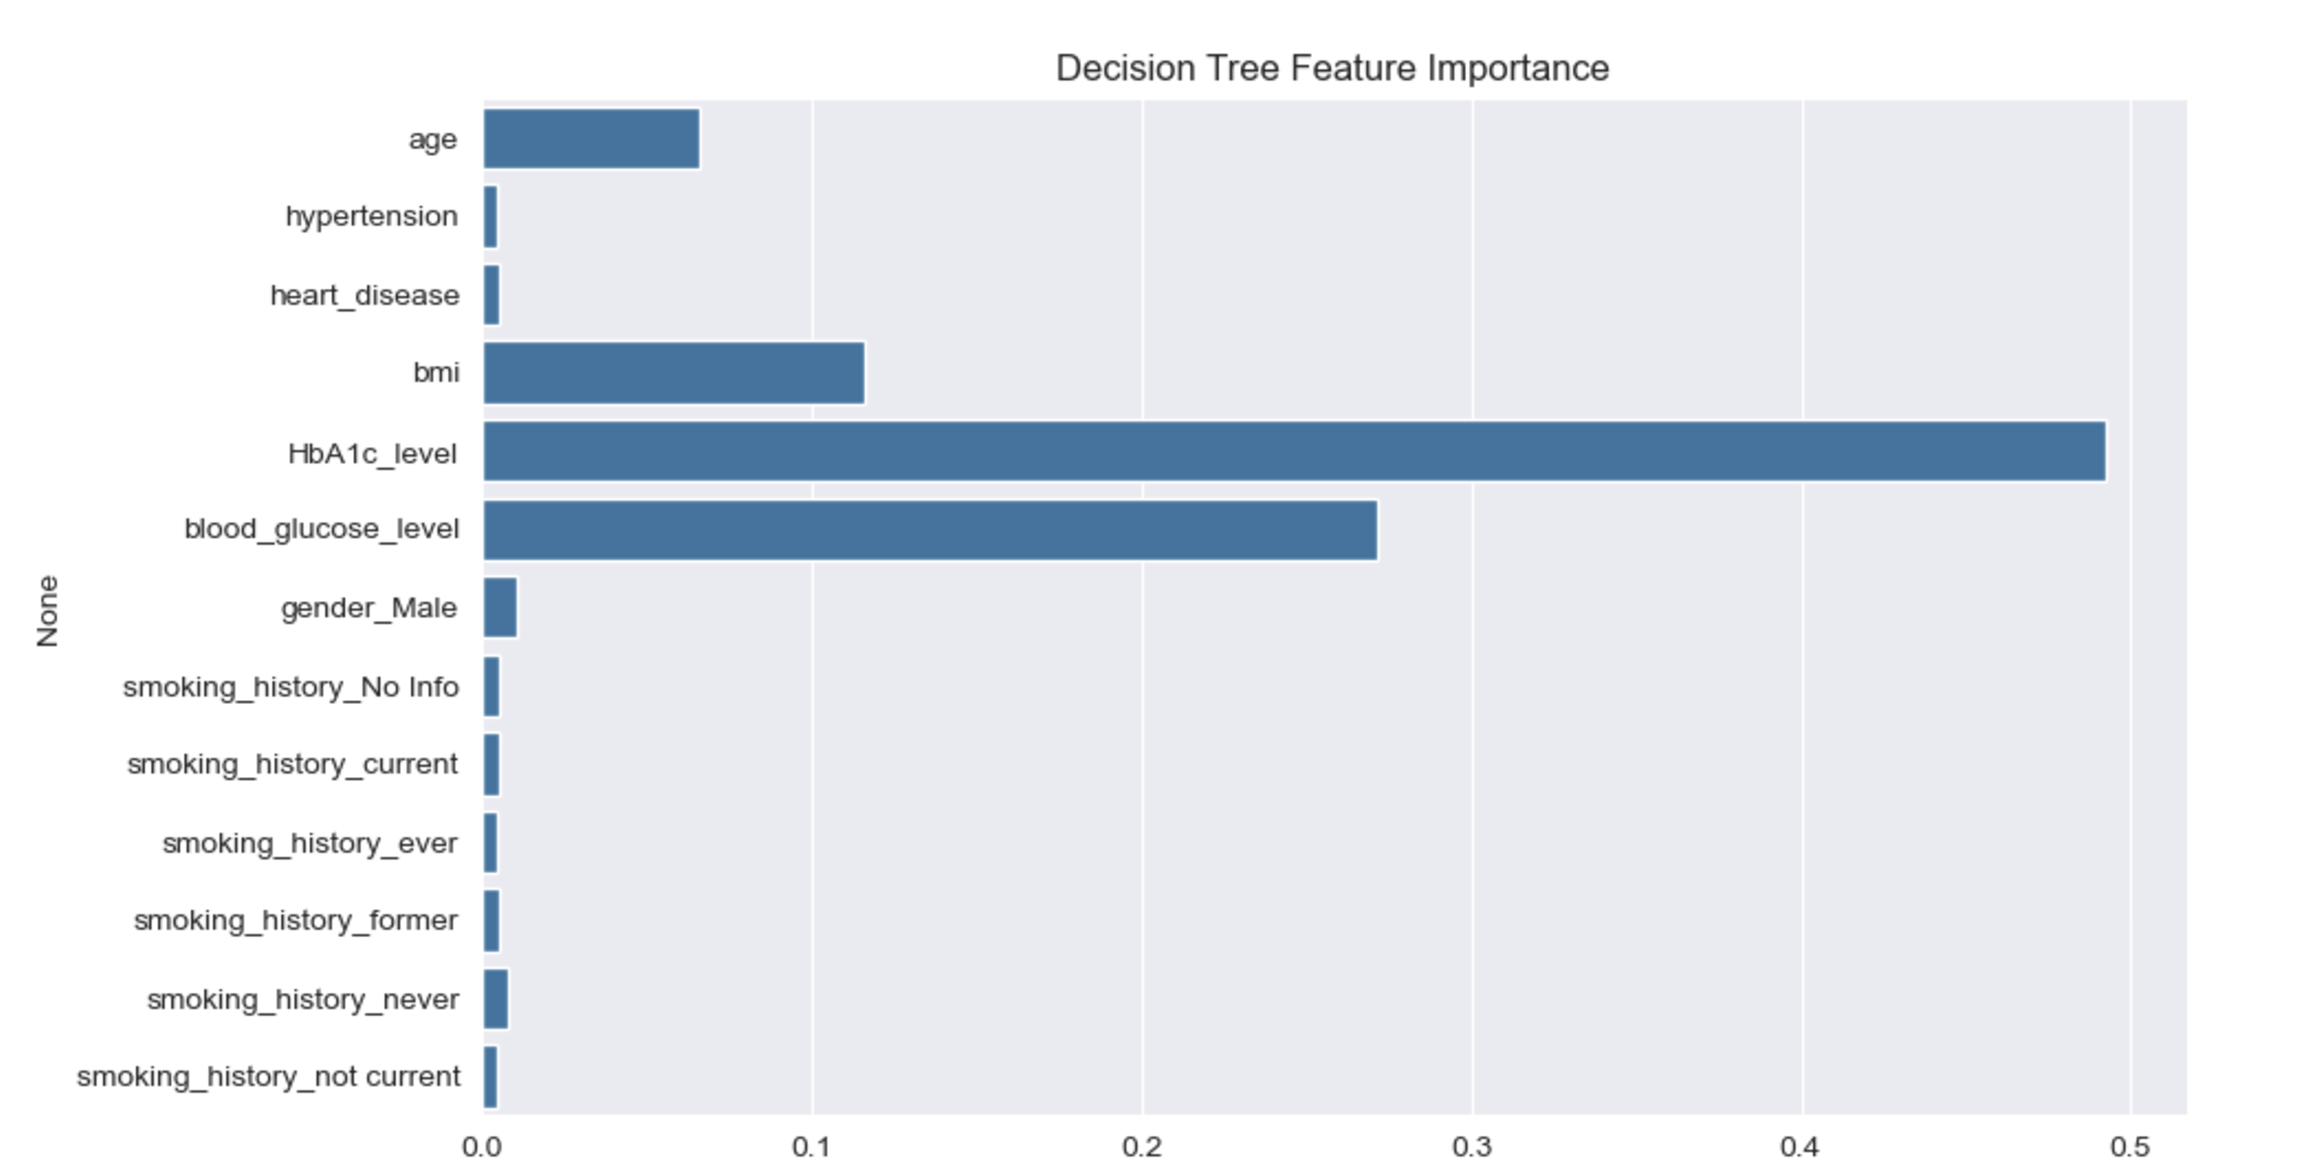 Decision Tree Feature Importance
age
hypertension
heart_disease
bmi
HbA1c_level
blood_glucose_level
gender_Male
smoking_history_No Info
smoking_history_current
smoking_history_ever
smoking_history_former
smoking_history_never
smoking_history_not current
None
0.0 0.1 0.2 0.3 0.4 0.5